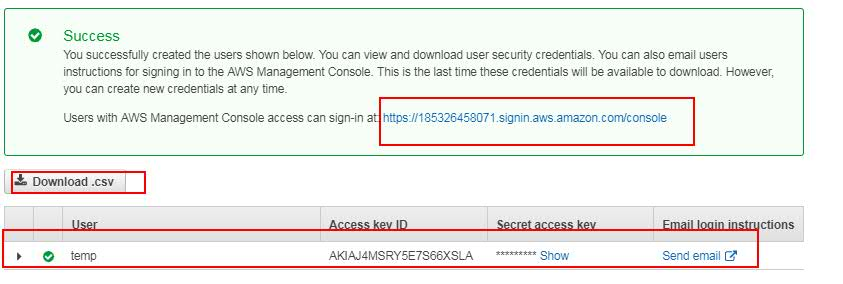 Success
You successfully created the users shown below. You can view and download user security credentials. You can also email users
instructions for signing in to the AWS Management Console. This is the last time these credentials will be available to download. However,
you can create new credentials at any time.
Users with AWS Management Console access can sign-in at: https://185326458071.signin.aws.amazon.com/console
Download .csv
User Access key ID Secret access key Email login instructions
temp AKIAJ4MSRY5E7S66XSLA ********* Show Send email